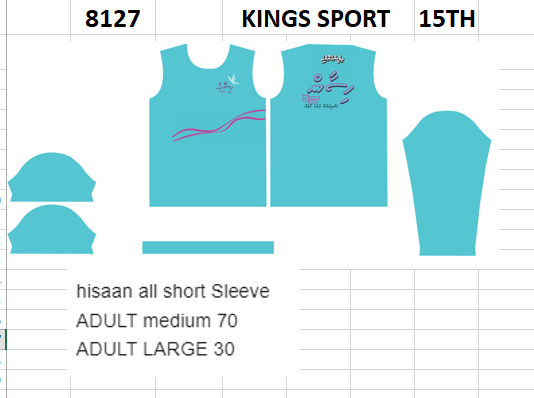 8127 KINGS SPORT 15TH
hisaan all short Sleeve
ADULT medium 70
ADULT LARGE 30